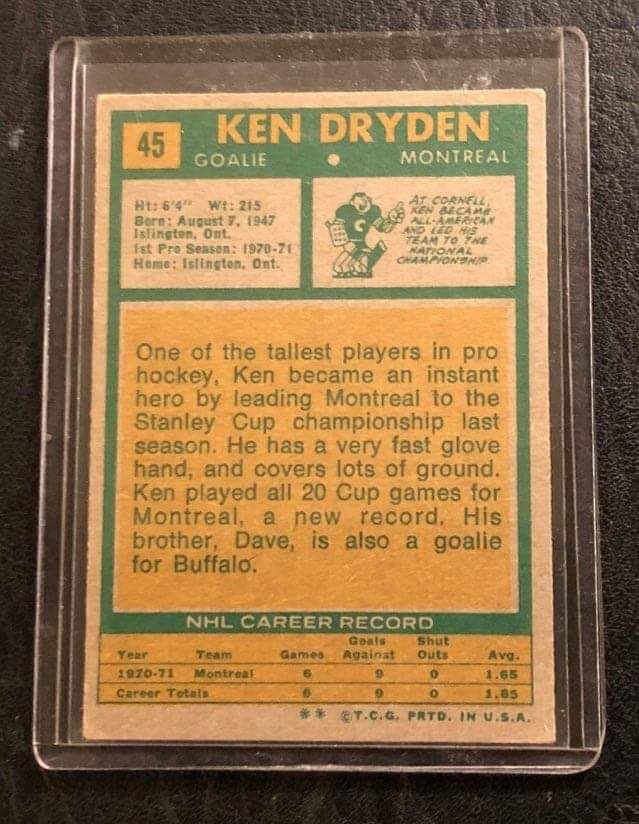 45
KEN DRYDEN
GOALIE • MONTREAL
Ht: 6'4" Wt: 215
Born: August 7, 1947
Islington, Ont.
1st Pro Season: 1970-71
Home: Islington, Ont.
C
AT CORNELL,
KEN BECAME
ALL-AMERICAN
AND LED HIS
TEAM TO THE
NATIONAL
CHAMPIONSHIP
One of the tallest players in pro
hockey, Ken became an instant
hero by leading Montreal to the
Stanley Cup championship last
season. He has a very fast glove
hand, and covers lots of ground.
Ken played all 20 Cup games for
Montreal, a new record. His
brother, Dave, is also a goalie
for Buffalo.
NHL CAREER RECORD
Year Team Games Goals Against Shut Outs Avg.
1970-71 Montreal 6 9 0 1.65
Career Totals 6 9 0 1.65
** ©T.C.G. PRTD. IN U.S.A.